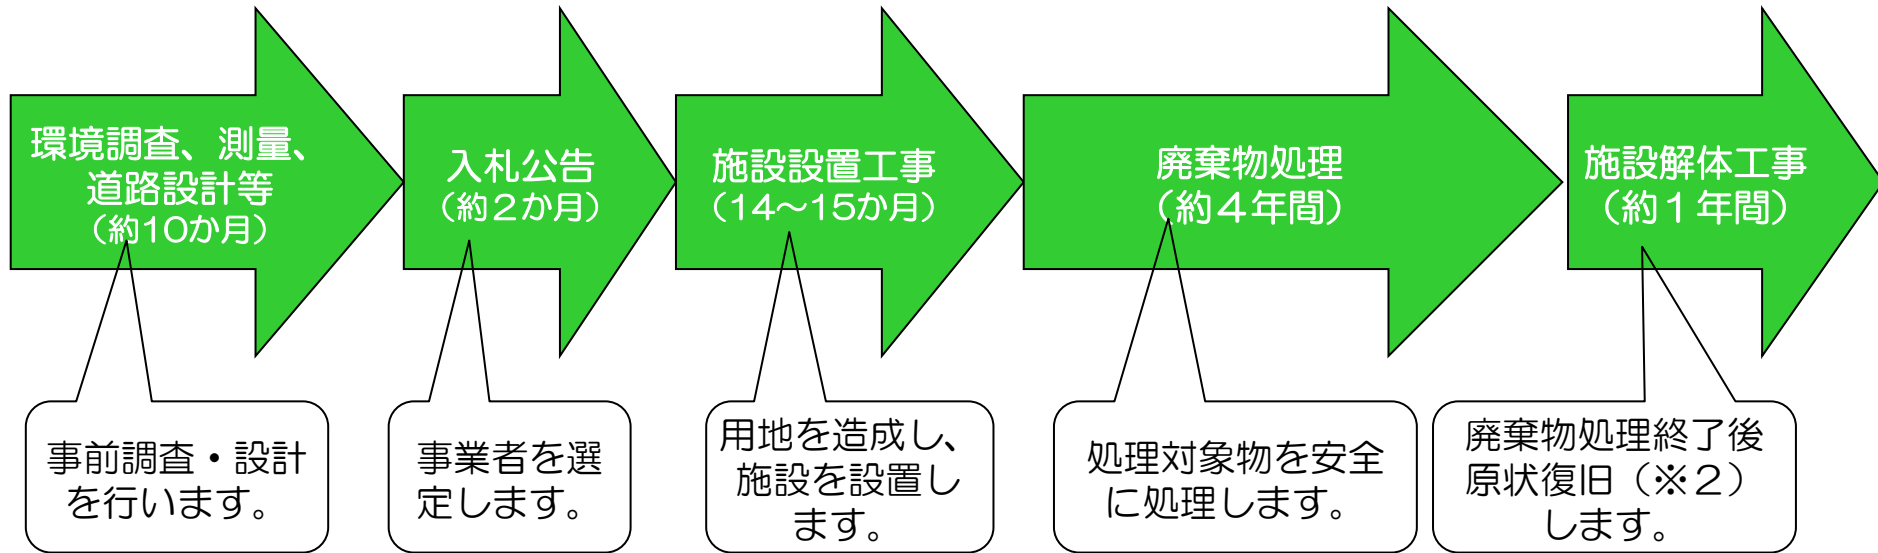 環境調査、測量、
道路設計等
（約10か月）
入札公告
（約２か月）
施設設置工事
（14～15か月）
廃棄物処理
（約４年間）
施設解体工事
（約１年間）
事前調査・設計
を行います。
事業者を選
定します。
用地を造成し、
施設を設置し
ます。
処理対象物を安全
に処理します。
廃棄物処理終了後
原状復旧（※２）
します。